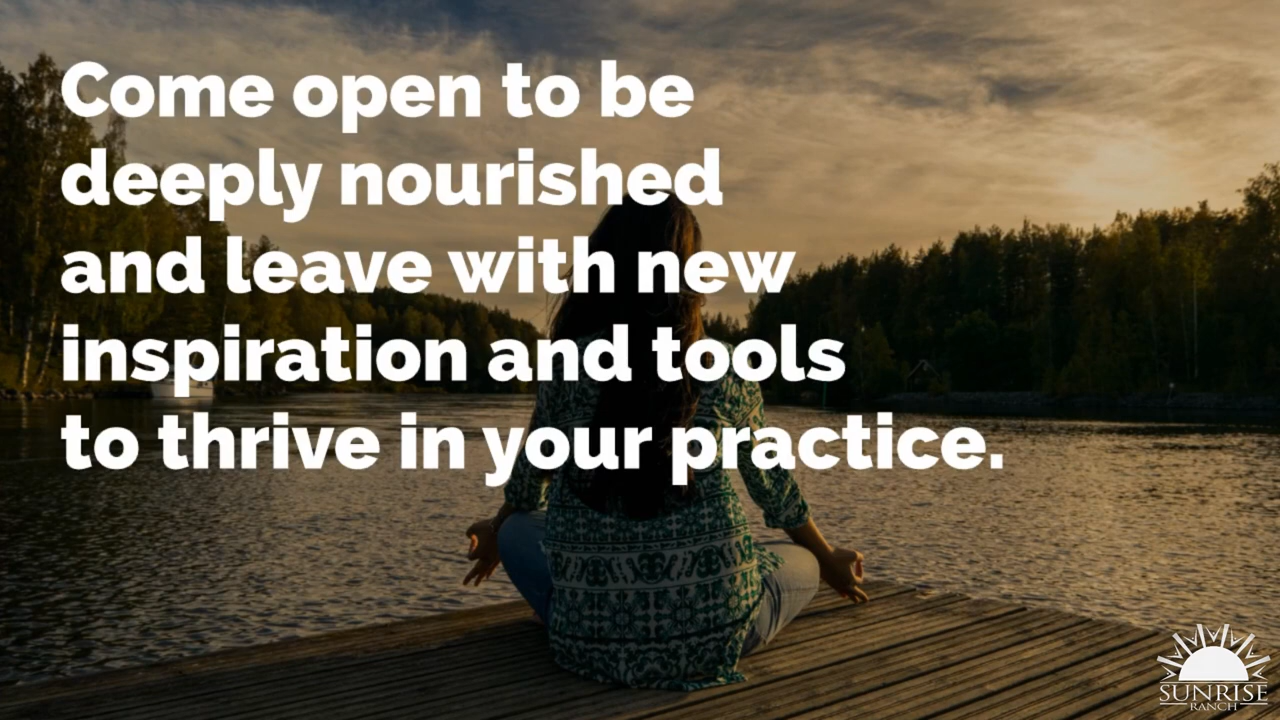 Come open to be
deeply nourished
and leave with new
inspiration and tools
to thrive in your practice.
SUNRISE
RANCH